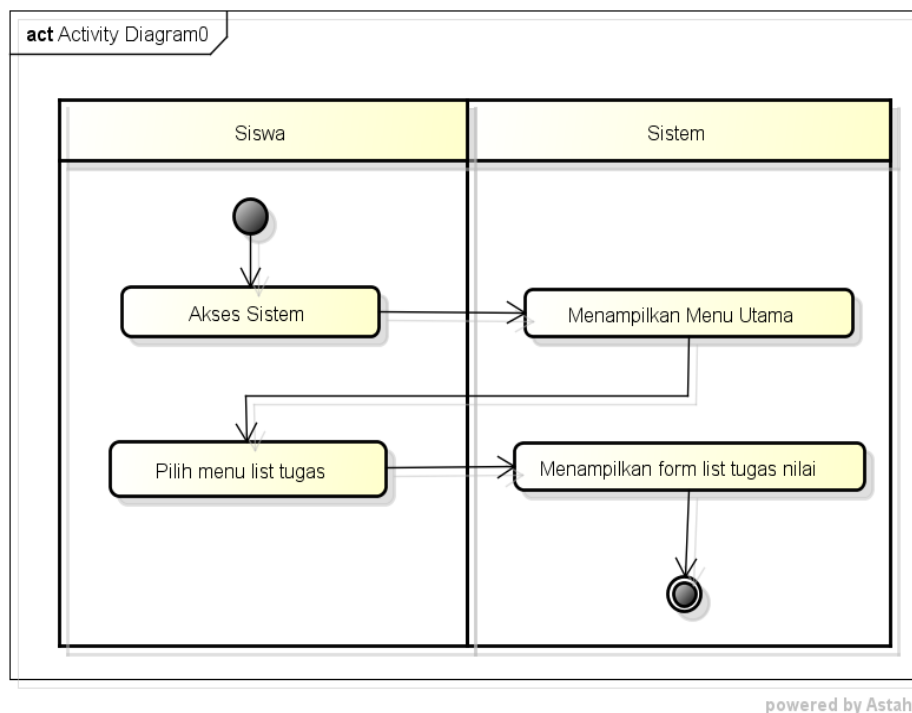 act Activity Diagram0
Siswa
Sistem
Akses Sistem
Menampilkan Menu Utama
Pilih menu list tugas
Menampilkan form list tugas nilai
powered by Astah